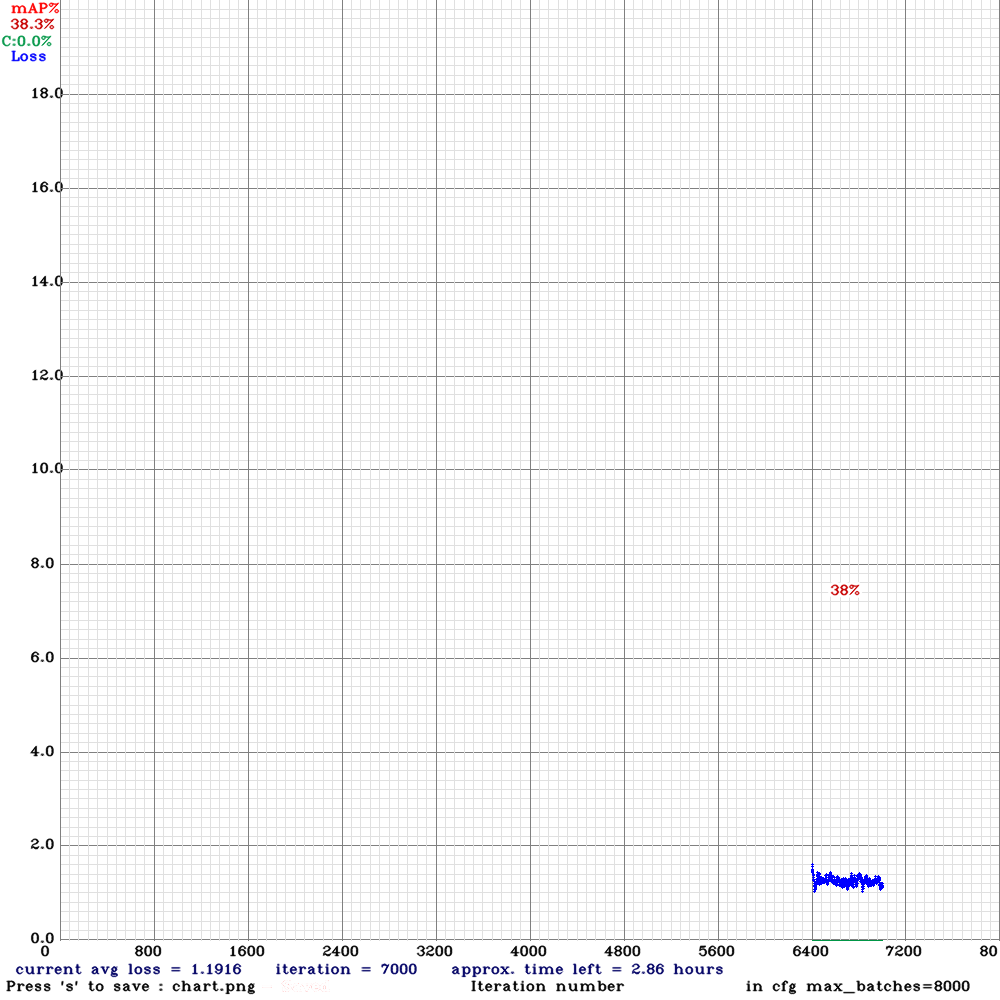 mAP%
38.3%
C:0.0%
Loss
18.0
16.0
14.0
12.0
10.0
8.0
38%
6.0
4.0
2.0
0.0
0 800 1600 2400 3200 4000 4800 5600 6400 7200 80
current avg loss = 1.1916 iteration = 7000 approx. time left = 2.86 hours
Press 's' to save : chart.png Iteration number in cfg max_batches=8000